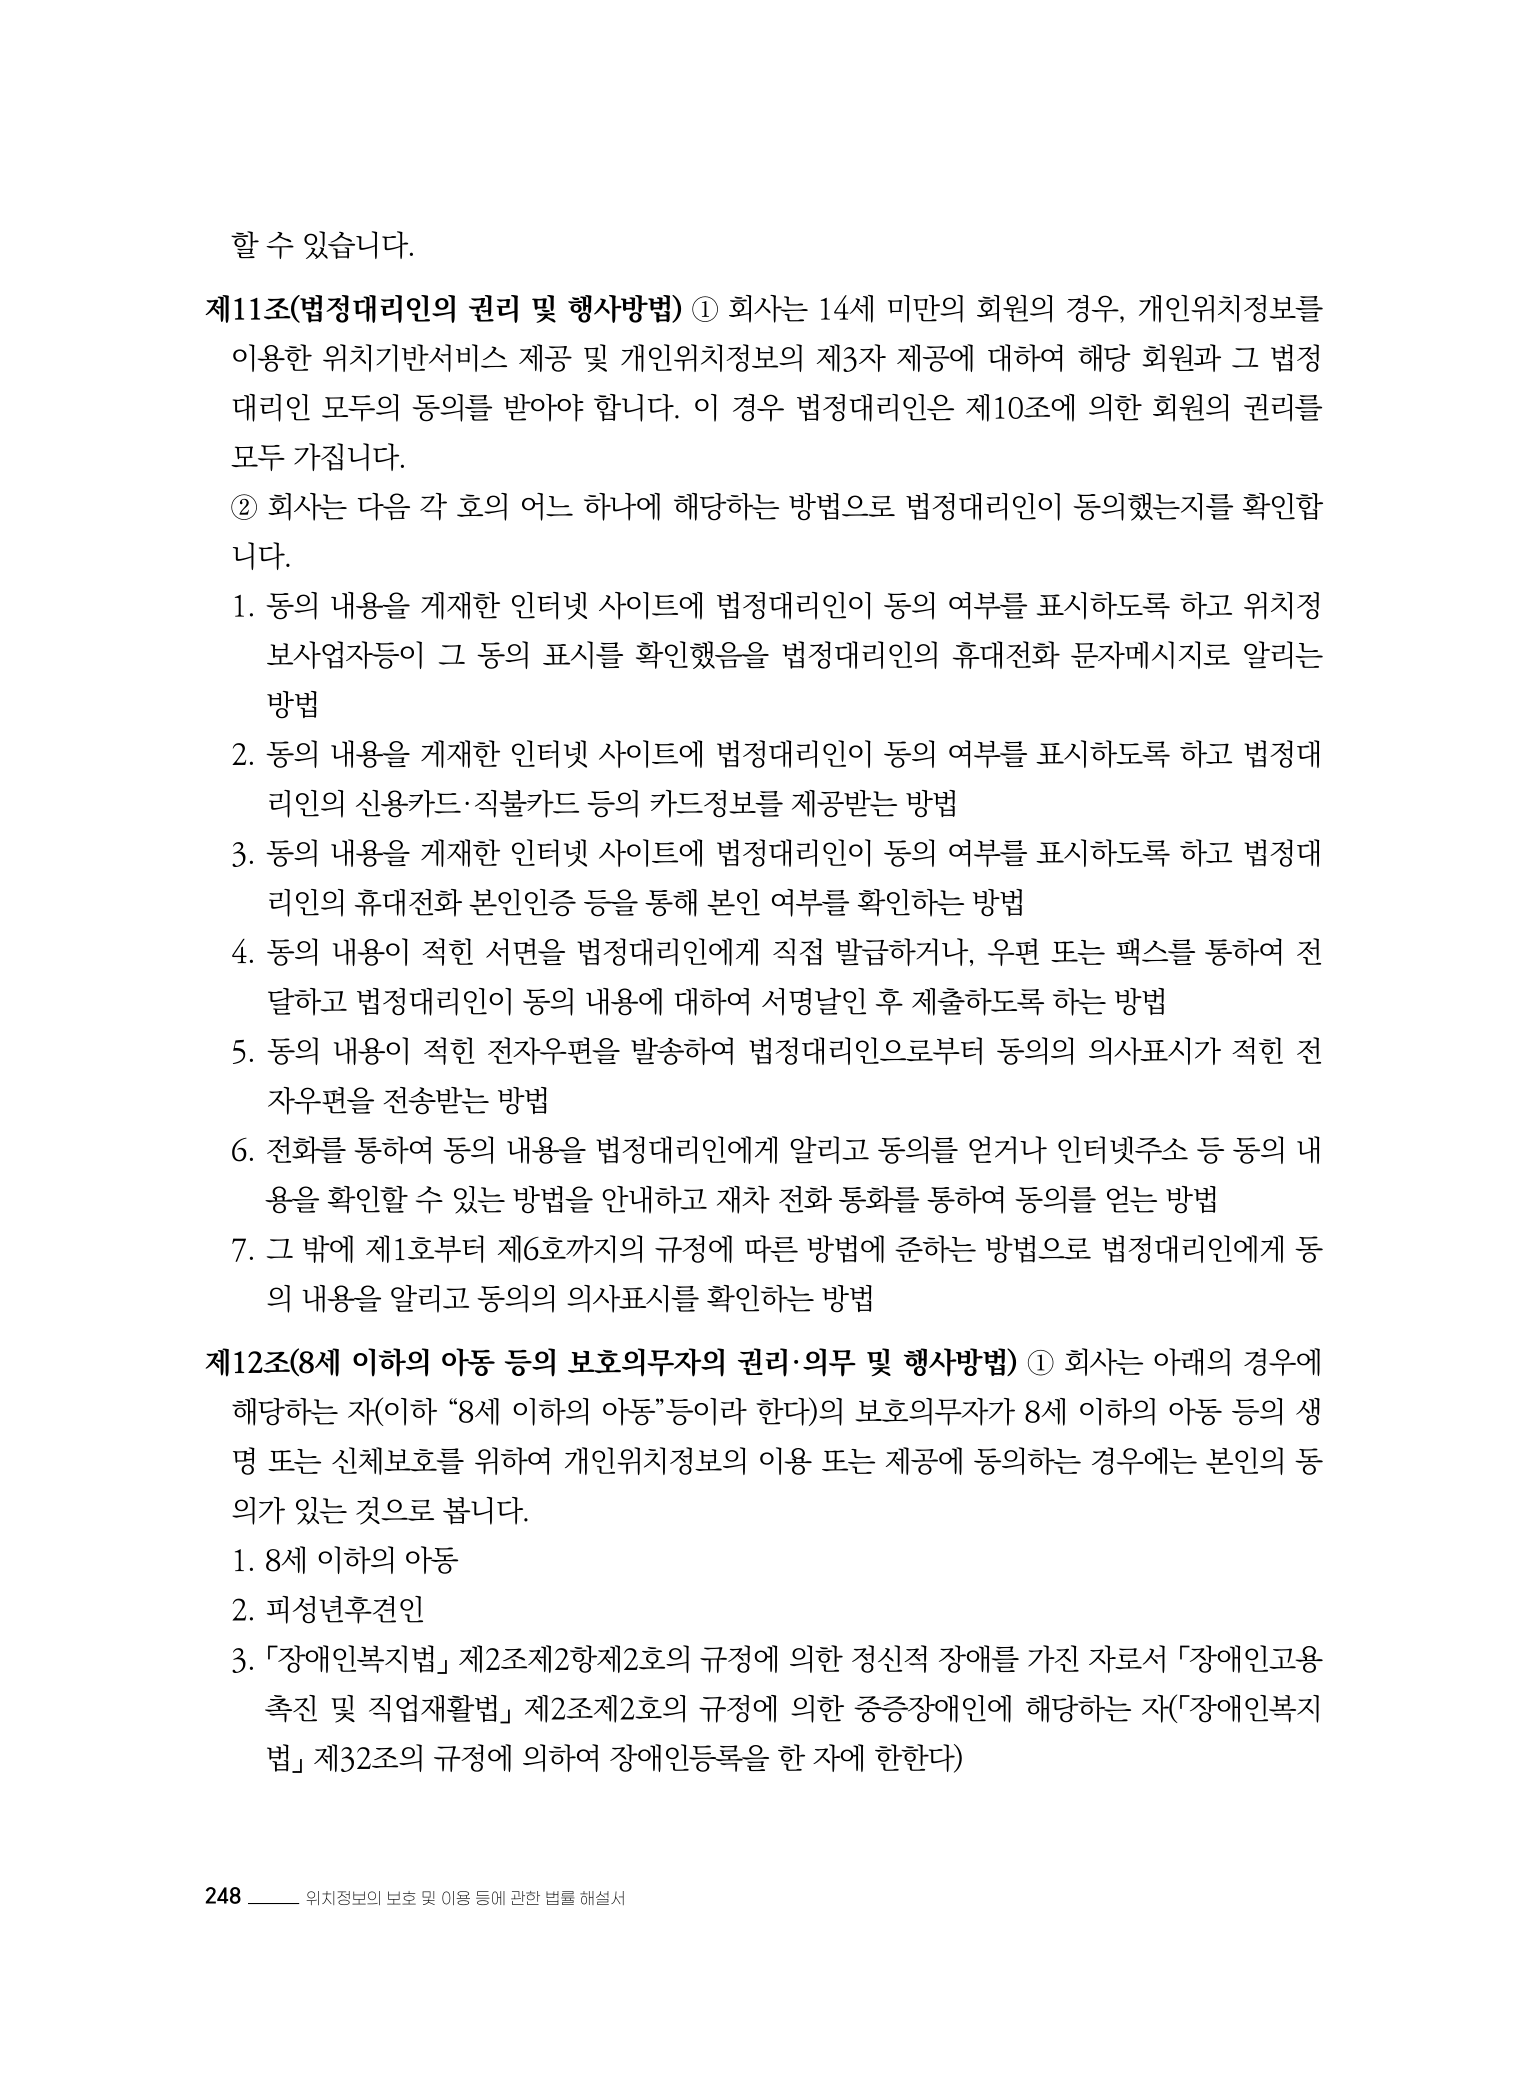 할 수 있습니다.
제11조(법정대리인의 권리 및 행사방법) ① 회사는 14세 미만의 회원의 경우, 개인위치정보를
이용한 위치기반서비스 제공 및 개인위치정보의 제3자 제공에 대하여 해당 회원과 그 법정
대리인 모두의 동의를 받아야 합니다. 이 경우 법정대리인은 제10조에 의한 회원의 권리를
모두 가집니다.
② 회사는 다음 각 호의 어느 하나에 해당하는 방법으로 법정대리인이 동의했는지를 확인합
니다.
1. 동의 내용을 게재한 인터넷 사이트에 법정대리인이 동의 여부를 표시하도록 하고 위치정
보사업자등이 그 동의 표시를 확인했음을 법정대리인의 휴대전화 문자메시지로 알리는
방법
2. 동의 내용을 게재한 인터넷 사이트에 법정대리인이 동의 여부를 표시하도록 하고 법정대
리인의 신용카드·직불카드 등의 카드정보를 제공받는 방법
3. 동의 내용을 게재한 인터넷 사이트에 법정대리인이 동의 여부를 표시하도록 하고 법정대
리인의 휴대전화 본인인증 등을 통해 본인 여부를 확인하는 방법
4. 동의 내용이 적힌 서면을 법정대리인에게 직접 발급하거나, 우편 또는 팩스를 통하여 전
달하고 법정대리인이 동의 내용에 대하여 서명날인 후 제출하도록 하는 방법
5. 동의 내용이 적힌 전자우편을 발송하여 법정대리인으로부터 동의의 의사표시가 적힌 전
자우편을 전송받는 방법
6. 전화를 통하여 동의 내용을 법정대리인에게 알리고 동의를 얻거나 인터넷주소 등 동의 내
용을 확인할 수 있는 방법을 안내하고 재차 전화 통화를 통하여 동의를 얻는 방법
7. 그 밖에 제1호부터 제6호까지의 규정에 따른 방법에 준하는 방법으로 법정대리인에게 동
의 내용을 알리고 동의의 의사표시를 확인하는 방법
제12조(8세 이하의 아동 등의 보호의무자의 권리·의무 및 행사방법) ① 회사는 아래의 경우에
해당하는 자(이하 “8세 이하의 아동”등이라 한다)의 보호의무자가 8세 이하의 아동 등의 생
명 또는 신체보호를 위하여 개인위치정보의 이용 또는 제공에 동의하는 경우에는 본인의 동
의가 있는 것으로 봅니다.
1. 8세 이하의 아동
2. 피성년후견인
3. 「장애인복지법」 제2조제2항제2호의 규정에 의한 정신적 장애를 가진 자로서 「장애인고용
촉진 및 직업재활법」 제2조제2호의 규정에 의한 중증장애인에 해당하는 자(「장애인복지
법」 제32조의 규정에 의하여 장애인등록을 한 자에 한한다)
248 위치정보의 보호 및 이용 등에 관한 법률 해설서